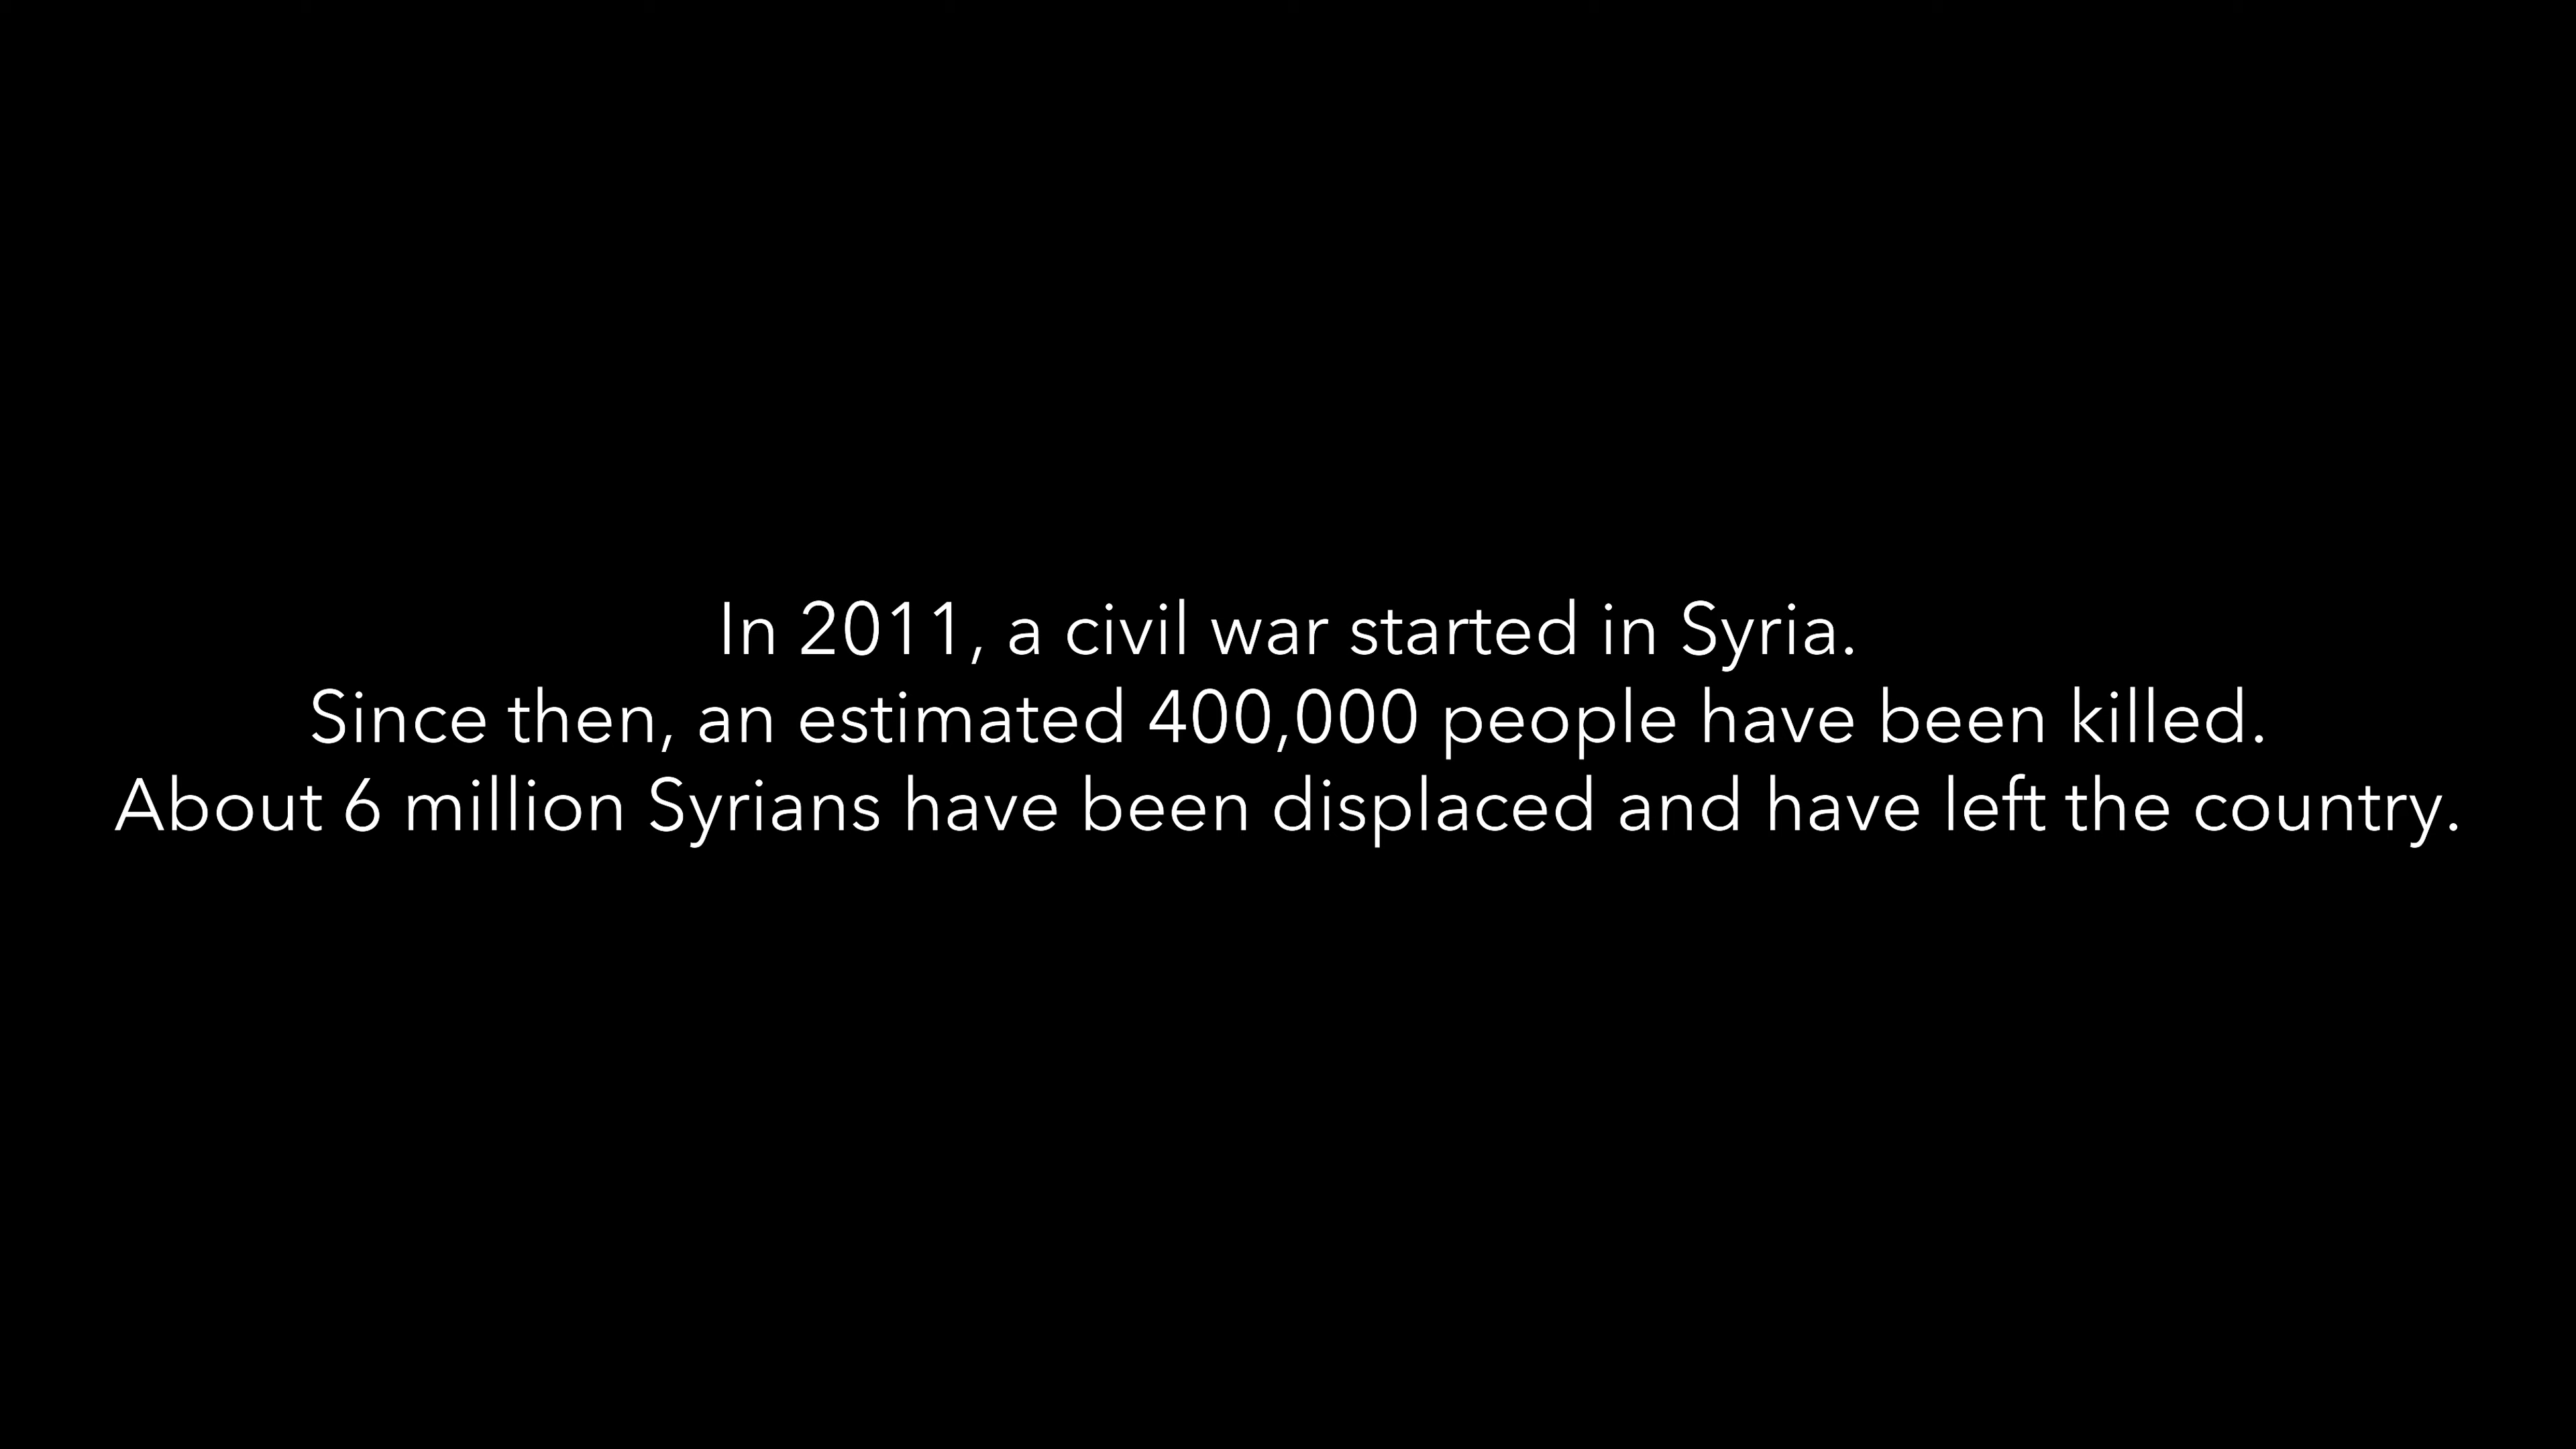 In 2011, a civil war started in Syria.
Since then, an estimated 400,000 people have been killed.
About 6 million Syrians have been displaced and have left the country.